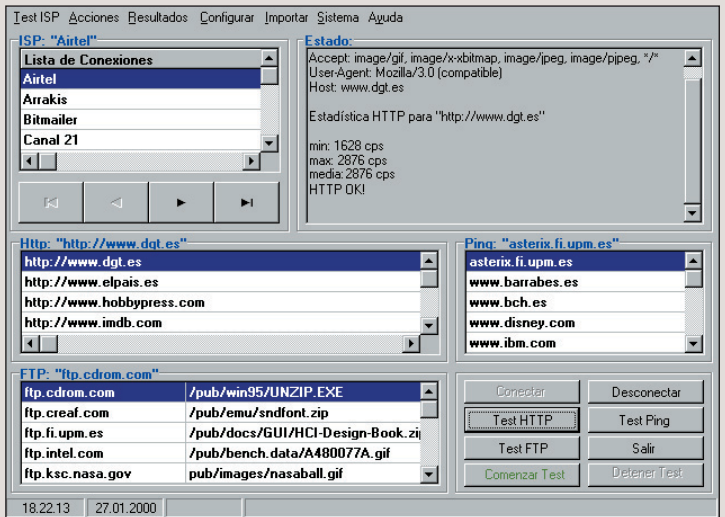 Test ISP Acciones Resultados Configurar Importar Sistema Ayuda
ISP: "Airtel"
Lista de Conexiones
Airtel
Arrakis
Bitmailer
Canal 21
Estado:
Accept: image/gif, image/x-xbitmap, image/jpeg, image/pjpeg, */*
User-Agent: Mozilla/3.0 (compatible)
Host: www.dgt.es
Estadística HTTP para "http://www.dgt.es"
min: 1628 cps
max: 2876 cps
media: 2876 cps
HTTP OK!
Http: "http://www.dgt.es"
http://www.dgt.es
http://www.elpais.es
http://www.hobbypress.com
http://www.imdb.com
Ping: "asterix.fi.upm.es"
asterix.fi.upm.es
www.barrabes.es
www.bch.es
www.disney.com
www.ibm.com
FTP: "ftp.cdrom.com"
ftp.cdrom.com /pub/win95/UNZIP.EXE
ftp.creaf.com /pub/emu/sndfont.zip
ftp.fi.upm.es /pub/docs/GUI/HCI-Design-Book.zi
ftp.intel.com /pub/bench.data/A480077A.gif
ftp.ksc.nasa.gov pub/images/nasaball.gif
Conectar Desconectar
Test HTTP Test Ping
Test FTP Salir
Comenzar Test Detener Test
18.22.13 27.01.2000